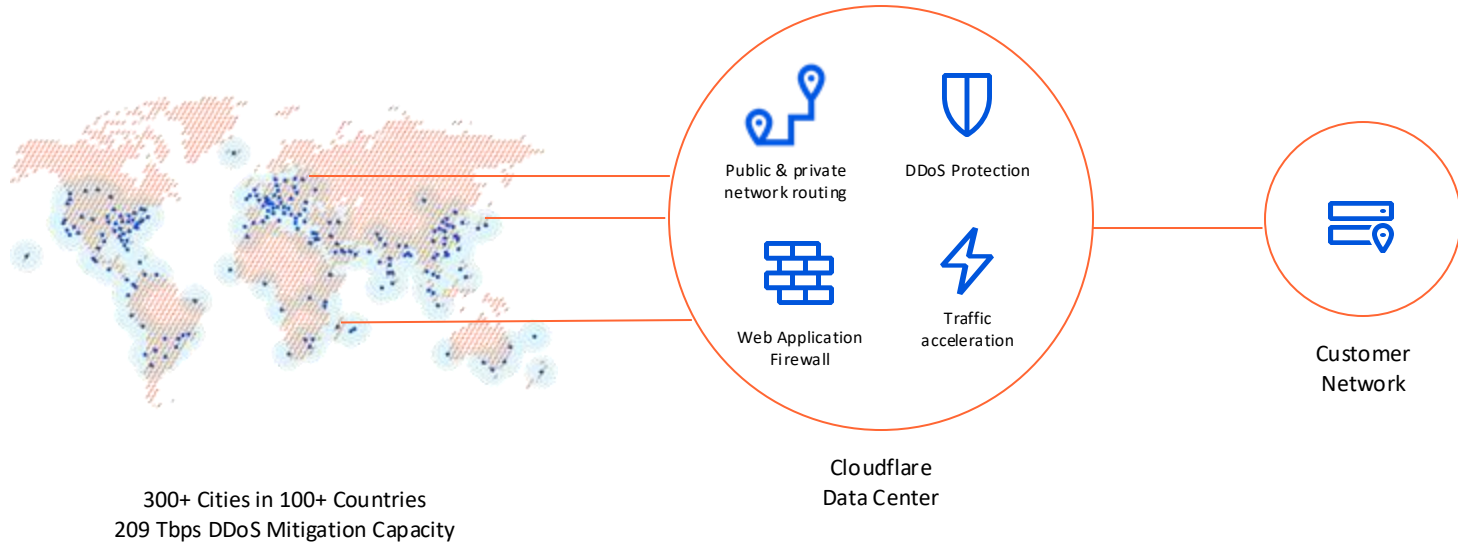 Public & private
network routing
DDoS Protection
Web Application
Firewall
Traffic
acceleration
Customer
Network
Cloudflare
Data Center
300+ Cities in 100+ Countries
209 Tbps DDoS Mitigation Capacity